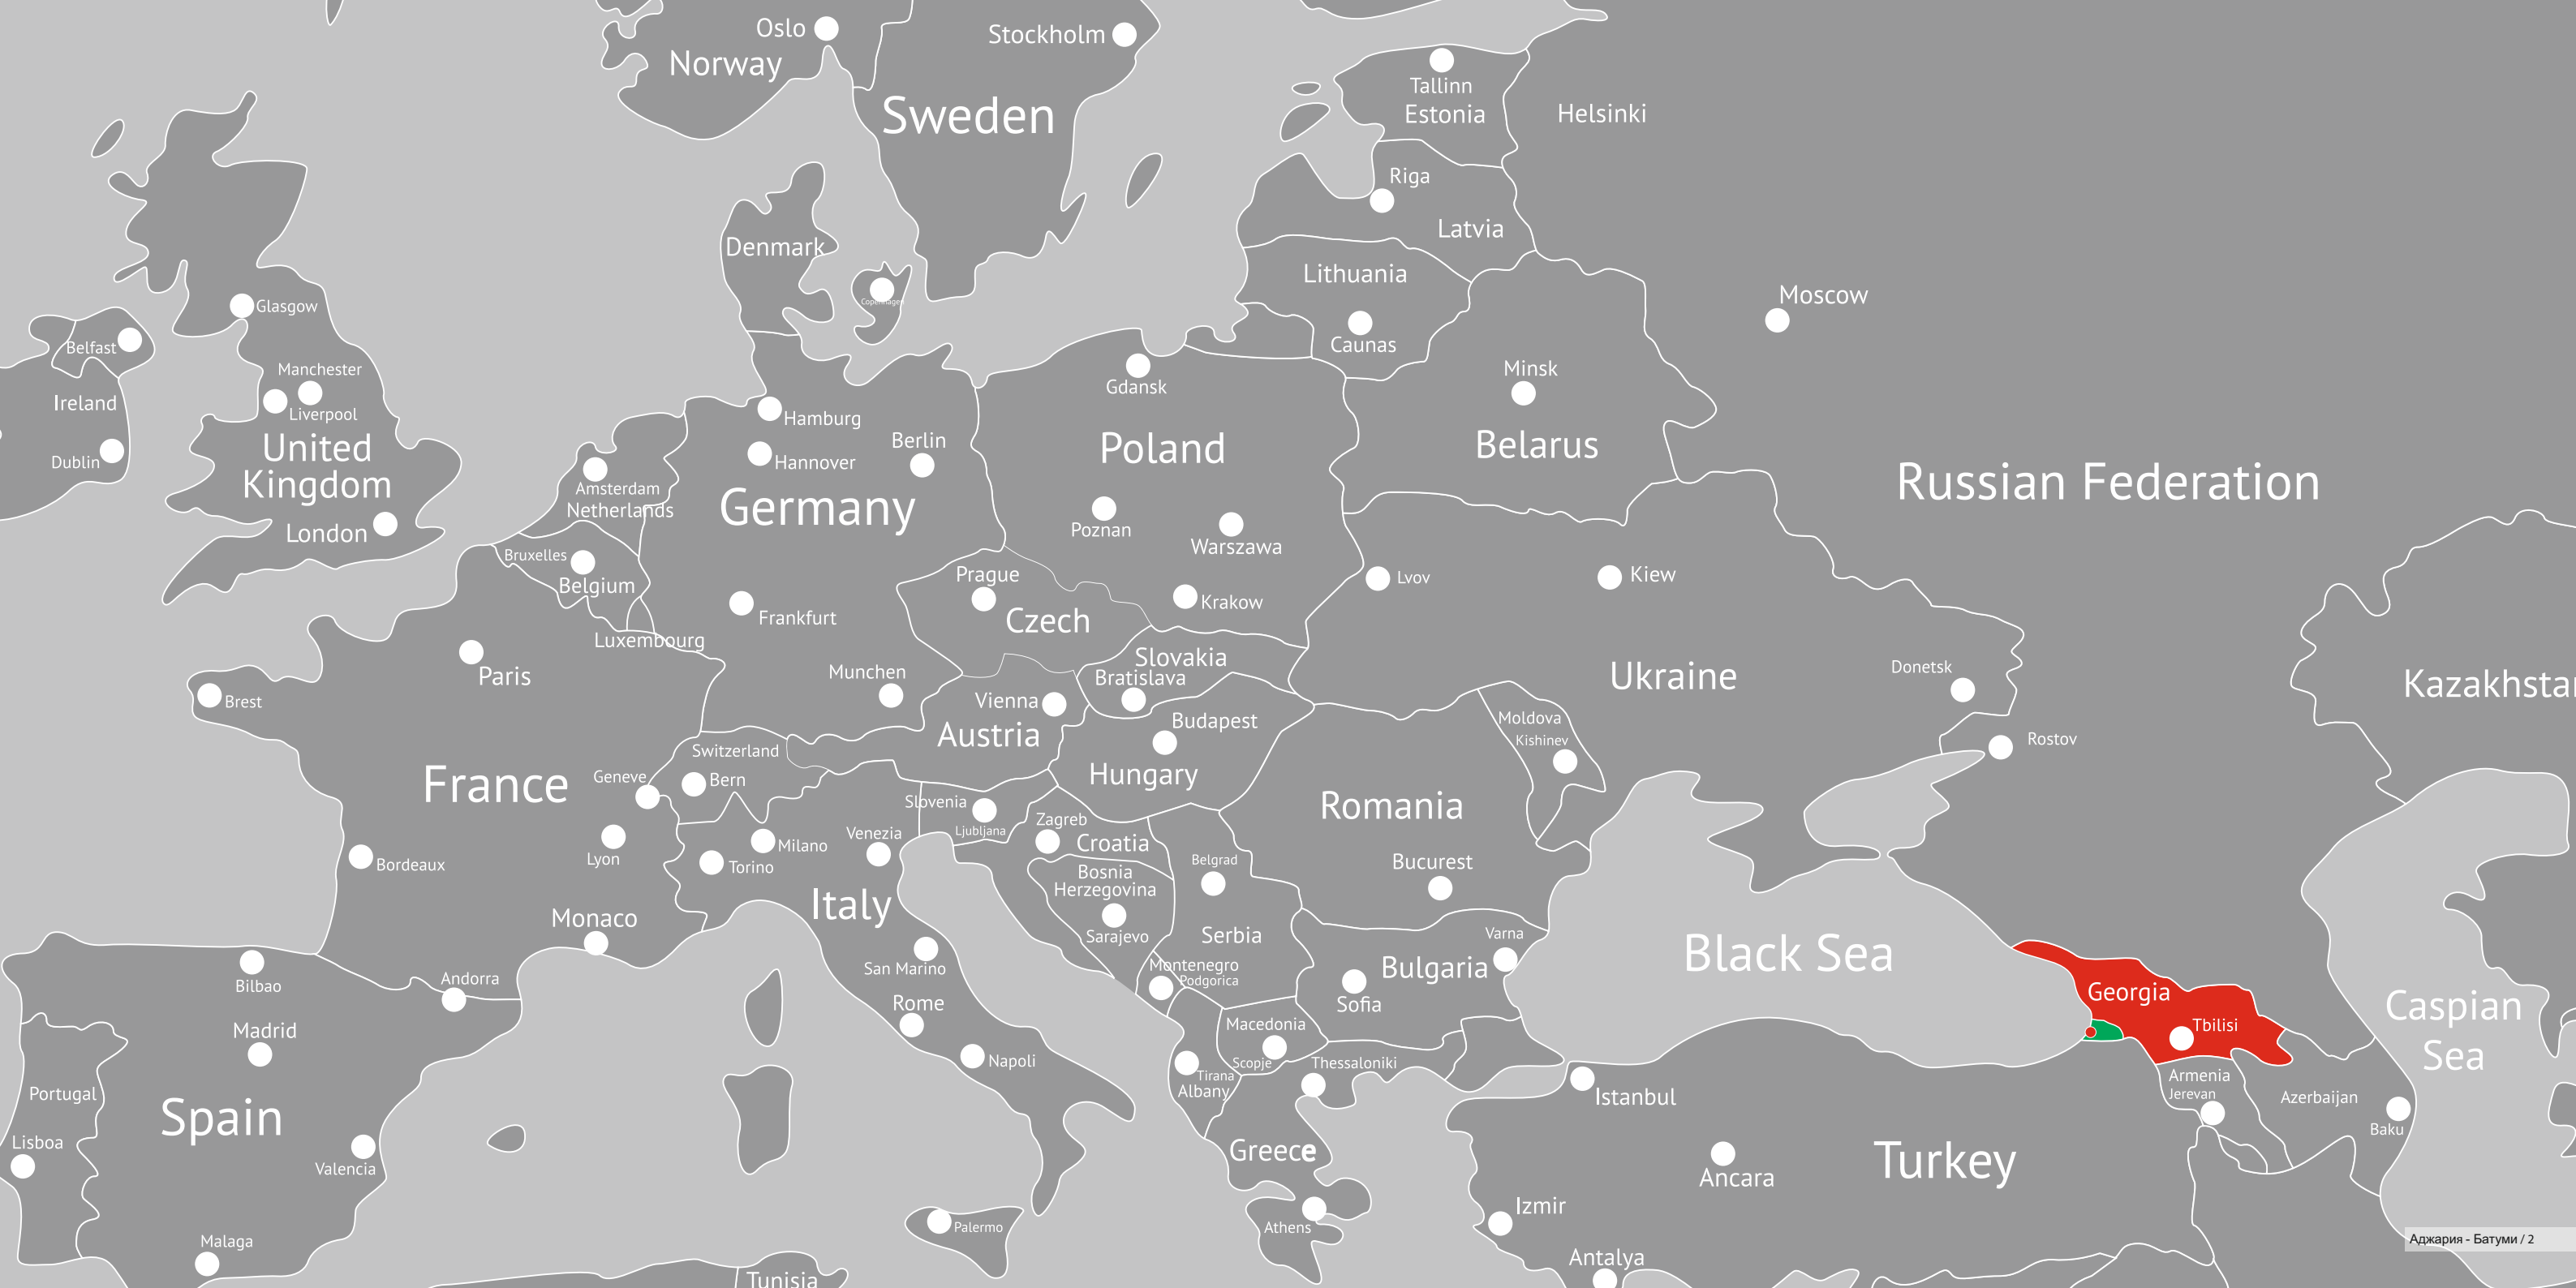 Oslo
Norway
Stockholm
Sweden
Tallinn
Estonia
Helsinki
Riga
Latvia
Denmark
Copenhagen
Lithuania
Caunas
Moscow
Glasgow
Belfast
Manchester
Liverpool
Ireland
Dublin
United
Kingdom
London
Gdansk
Minsk
Belarus
Hamburg
Hannover
Berlin
Poland
Amsterdam
Netherlands
Germany
Poznan
Warszawa
Russian Federation
Bruxelles
Belgium
Prague
Czech
Krakow
Lvov
Kiew
Frankfurt
Luxembourg
Paris
Brest
Munchen
Slovakia
Bratislava
Ukraine
Donetsk
Kazakhsta
Vienna
Austria
Budapest
Hungary
Moldova
Kishinev
Rostov
Switzerland
Geneve
Bern
France
Slovenia
Ljubljana
Zagreb
Croatia
Romania
Lyon
Bordeaux
Milano
Torino
Venezia
Italy
Bosnia
Herzegovina
Sarajevo
Belgrad
Serbia
Bucurest
Monaco
San Marino
Montenegro
Podgorica
Varna
Bulgaria
Sofia
Black Sea
Georgia
Tbilisi
Caspian
Sea
Bilbao
Andorra
Madrid
Rome
Napoli
Macedonia
Scopje
Thessaloniki
Tirana
Albany
Istanbul
Armenia
Jerevan
Azerbaijan
Baku
Portugal
Spain
Lisboa
Valencia
Greece
Athens
Ancara
Turkey
Izmir
Malaga
Palermo
Antalya
Tunisia
Аджария - Батуми / 2